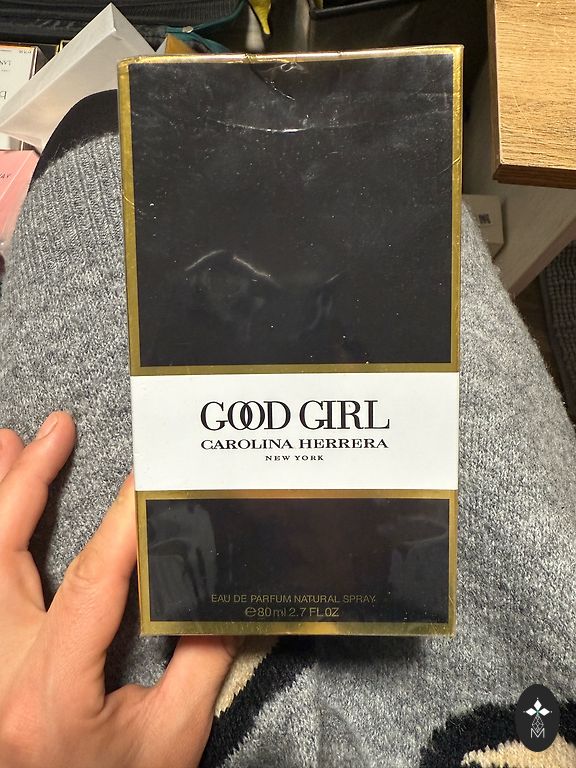 GOOD GIRL
CAROLINA HERRERA
NEW YORK
EAU DE PARFUM NATURAL SPRAY
℮80ml 2.7 FL.OZ